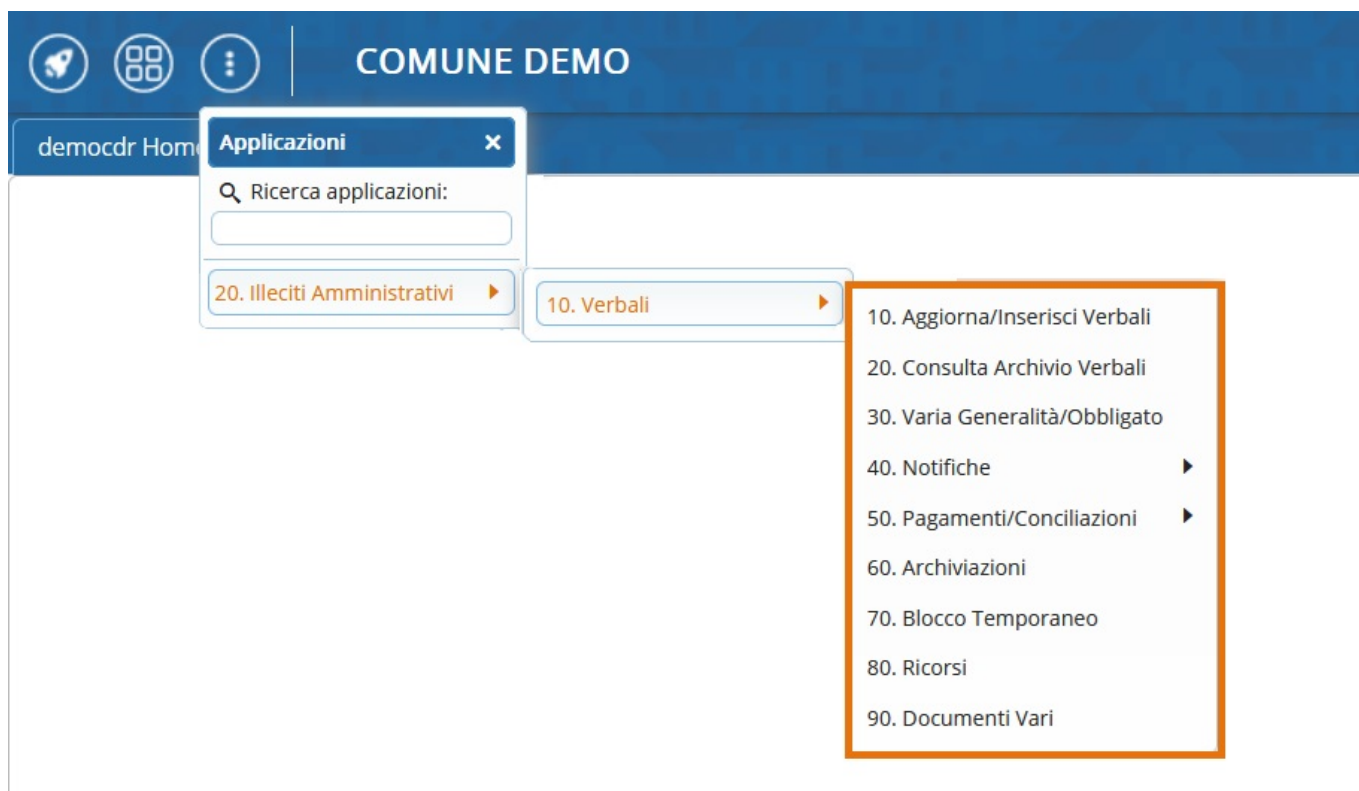 COMUNE DEMO
democdr Hom
Applicazioni
Ricerca applicazioni:
20. Illeciti Amministrativi
10. Verbali
10. Aggiorna/Inserisci Verbali
20. Consulta Archivio Verbali
30. Varia Generalità/Obbligato
40. Notifiche
50. Pagamenti/Conciliazioni
60. Archiviazioni
70. Blocco Temporaneo
80. Ricorsi
90. Documenti Vari